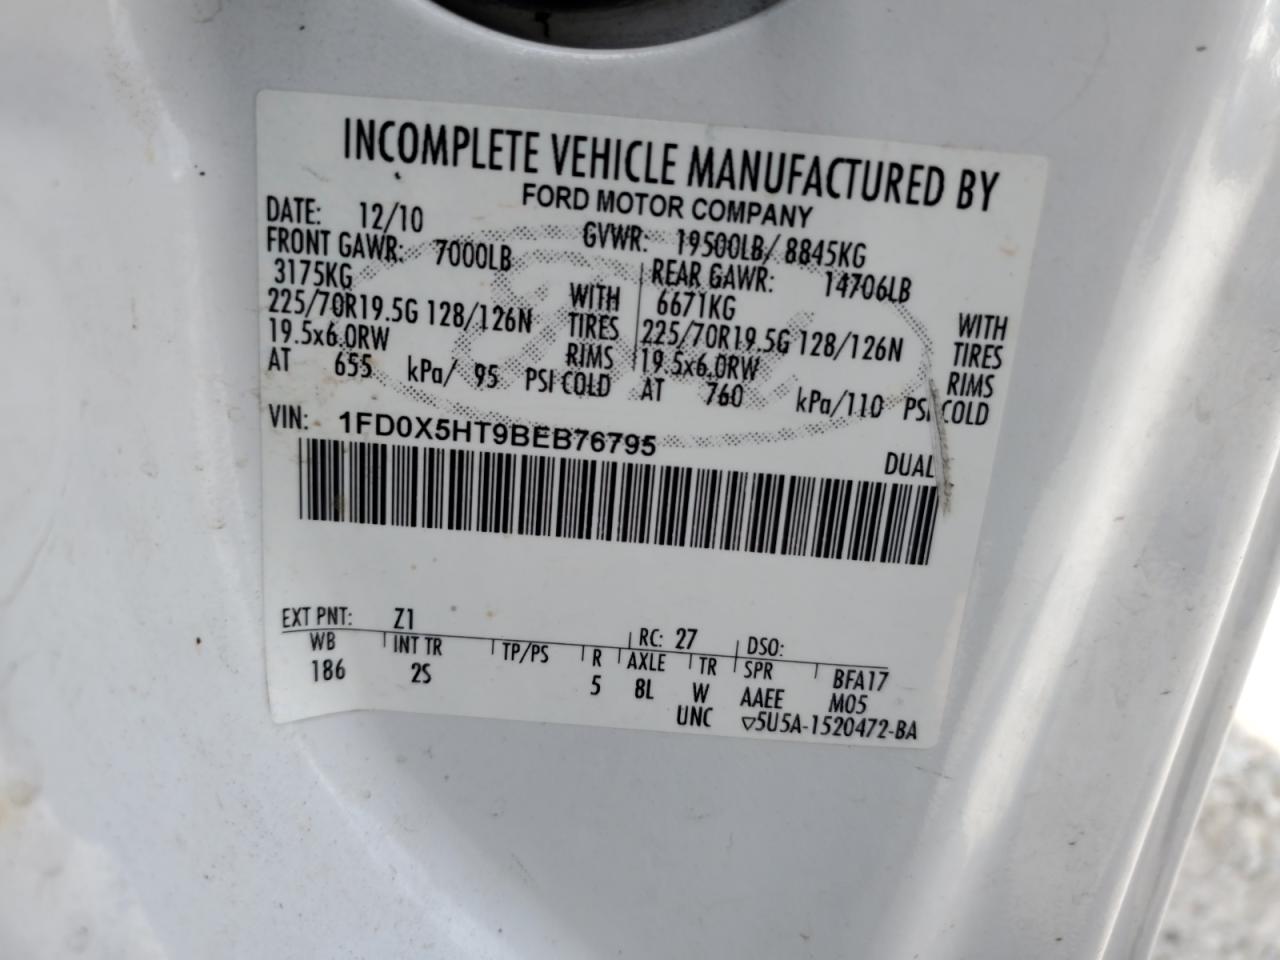 INCOMPLETE VEHICLE MANUFACTURED BY
FORD MOTOR COMPANY
DATE: 12/10 GVWR: 19500LB/ 8845KG
FRONT GAWR: 7000LB REAR GAWR: 14706LB
3175KG WITH 6671KG WITH
225/70R19.5G 128/126N TIRES 225/70R19.5G 128/126N TIRES
19.5x6.0RW RIMS 19.5x6.0RW RIMS
AT 655 kPa/ 95 PSI COLD AT 760 kPa/110 PSI COLD
VIN: 1FD0X5HT9BEB76795 DUAL
EXT PNT: Z1 RC: 27 DSO:
WB INT TR TP/PS R AXLE TR SPR BFA17
186 2S 5 8L W AAEE M05
UNC ▽5U5A-1520472-BA